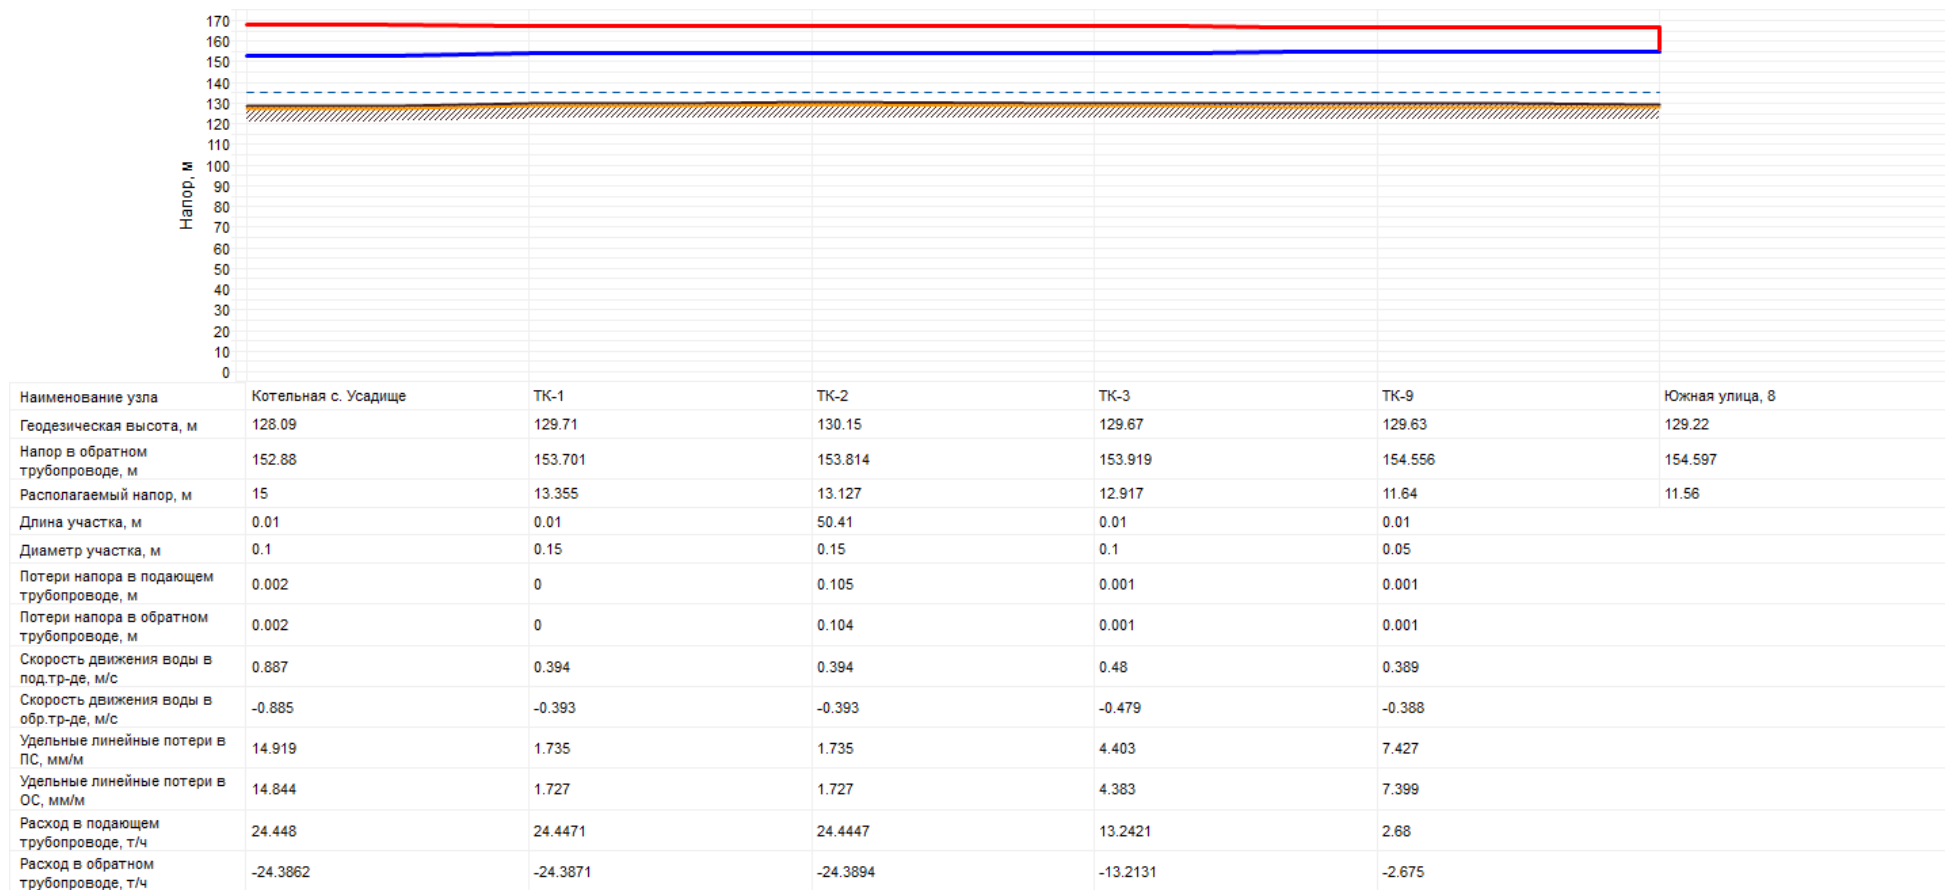 170
160
150
140
130
120
110
100
90
80
70
60
50
40
30
20
10
0
Напор, м
Наименование узла Котельная с. Усадище ТК-1 ТК-2 ТК-3 ТК-9 Южная улица, 8
Геодезическая высота, м 128.09 129.71 130.15 129.67 129.63 129.22
Напор в обратном
трубопроводе, м 152.88 153.701 153.814 153.919 154.556 154.597
Располагаемый напор, м 15 13.355 13.127 12.917 11.64 11.56
Длина участка, м 0.01 0.01 50.41 0.01 0.01
Диаметр участка, м 0.1 0.15 0.15 0.1 0.05
Потери напора в подающем
трубопроводе, м 0.002 0 0.105 0.001 0.001
Потери напора в обратном
трубопроводе, м 0.002 0 0.104 0.001 0.001
Скорость движения воды в
под.тр-де, м/с 0.887 0.394 0.394 0.48 0.389
Скорость движения воды в
обр.тр-де, м/с -0.885 -0.393 -0.393 -0.479 -0.388
Удельные линейные потери в
ПС, мм/м 14.919 1.735 1.735 4.403 7.427
Удельные линейные потери в
ОС, мм/м 14.844 1.727 1.727 4.383 7.399
Расход в подающем
трубопроводе, т/ч 24.448 24.4471 24.4447 13.2421 2.68
Расход в обратном
трубопроводе, т/ч -24.3862 -24.3871 -24.3894 -13.2131 -2.675